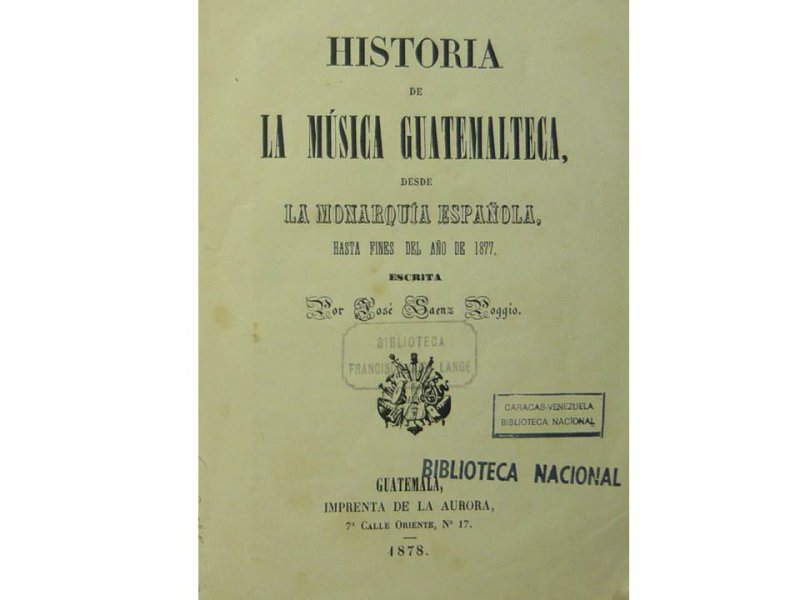 HISTORIA
DE
LA MÚSICA GUATEMALTECA,
DESDE
LA MONARQUÍA ESPAÑOLA,
HASTA FINES DEL AÑO DE 1877.
ESCRITA
Por José Saenz Poggio.
BIBLIOTECA
LANGE
CARACAS-VENEZUELA
BIBLIOTECA NACIONAL
BIBLIOTECA NACIONAL
GUATEMALA,
IMPRENTA DE LA AURORA,
7ª CALLE ORIENTE, Nº 17.
1878.